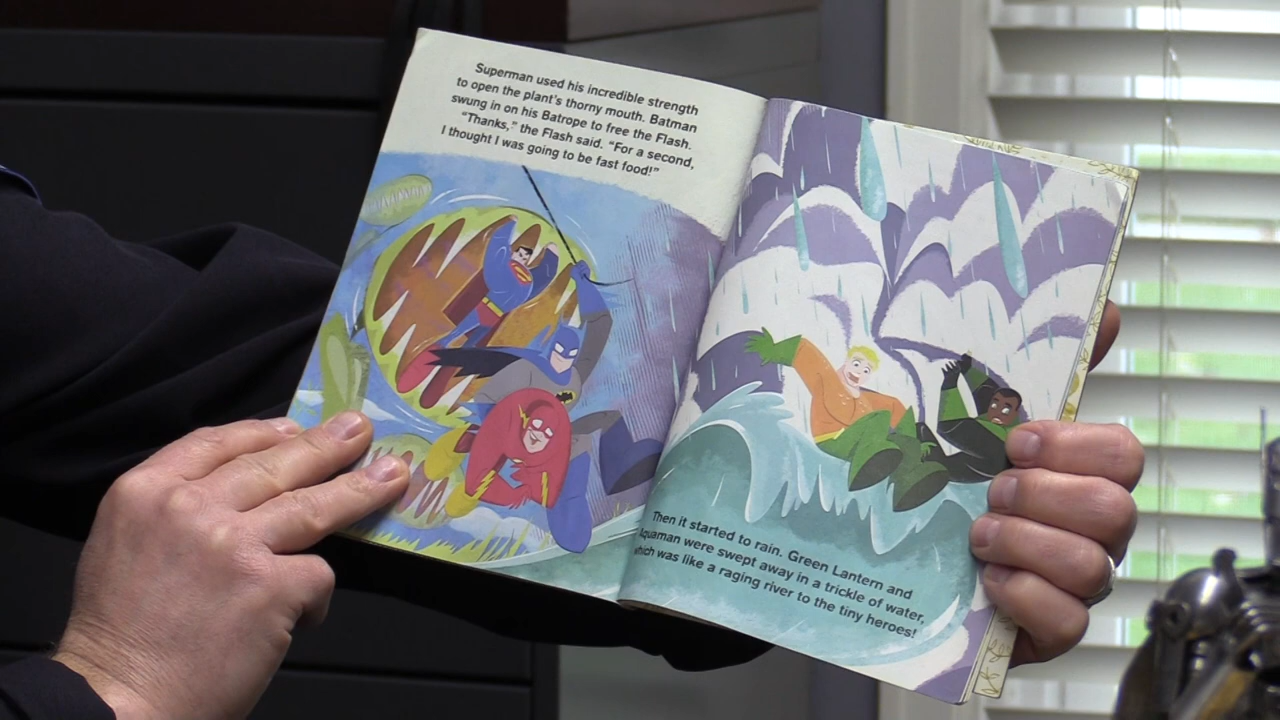 Superman used his incredible strength
to open the plant's thorny mouth. Batman
swung in on his Batrope to free the Flash.
"Thanks," the Flash said. "For a second,
I thought I was going to be fast food!"
Then it started to rain. Green Lantern and
Aquaman were swept away in a trickle of water,
which was like a raging river to the tiny heroes!